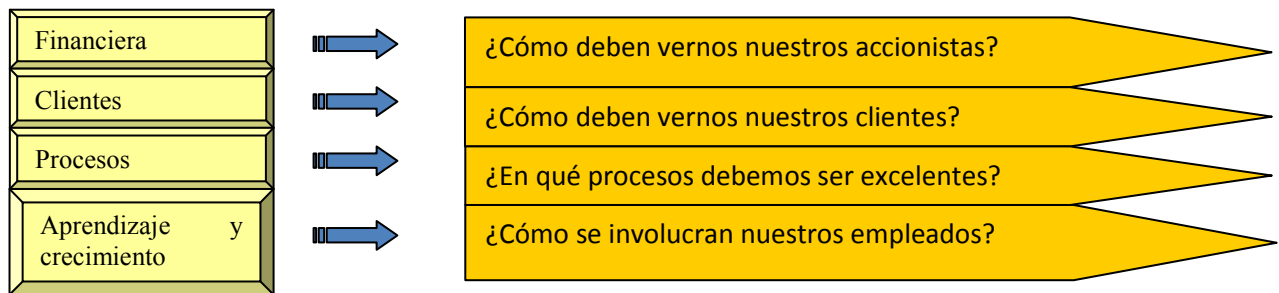 Financiera
¿Cómo deben vernos nuestros accionistas?
Clientes
¿Cómo deben vernos nuestros clientes?
Procesos
¿En qué procesos debemos ser excelentes?
Aprendizaje y
crecimiento
¿Cómo se involucran nuestros empleados?